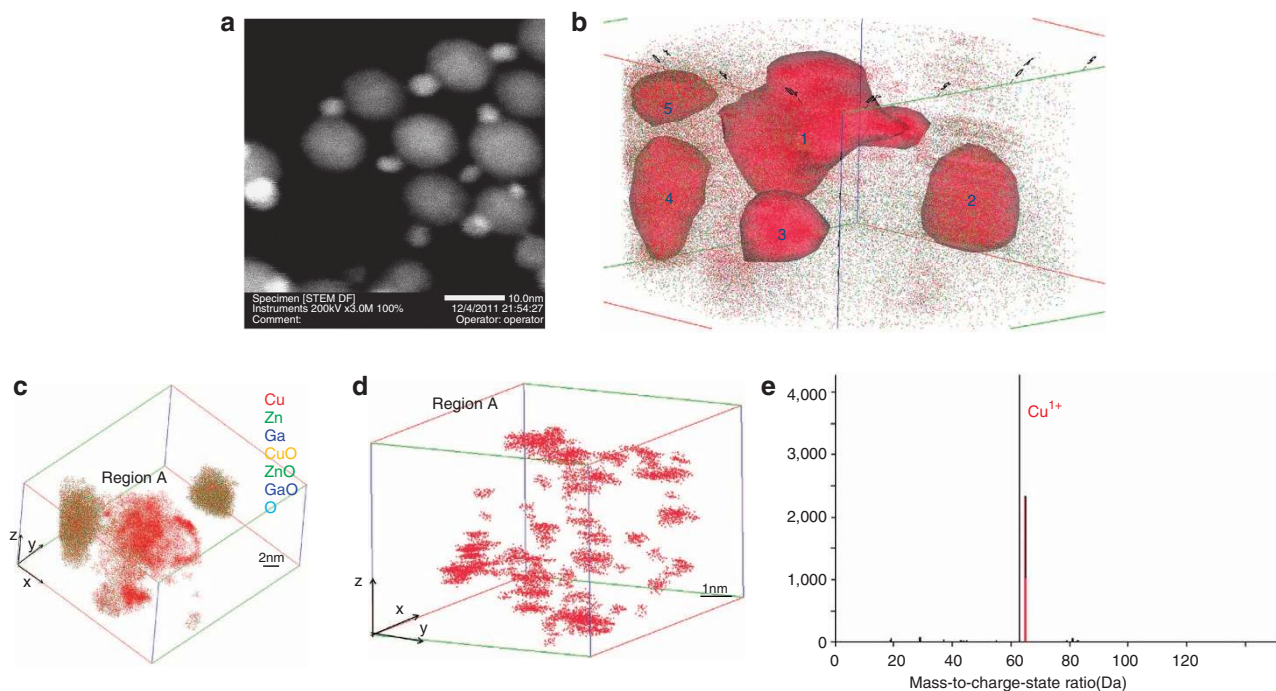 a
Specimen [STEM DF]
10.0nm
Instruments 200kV x3.0M 100%
12/4/2011 21:54:27
Comment:
Operator: operator
b
5
1
4
2
3
c
Cu
Zn
Ga
CuO
ZnO
GaO
O
Region A
z
y
x
2nm
d
Region A
z
x
y
1nm
e
4,000
3,000
2,000
1,000
0
Cu1+
0
20
40
60
80
100
120
Mass-to-charge-state ratio(Da)